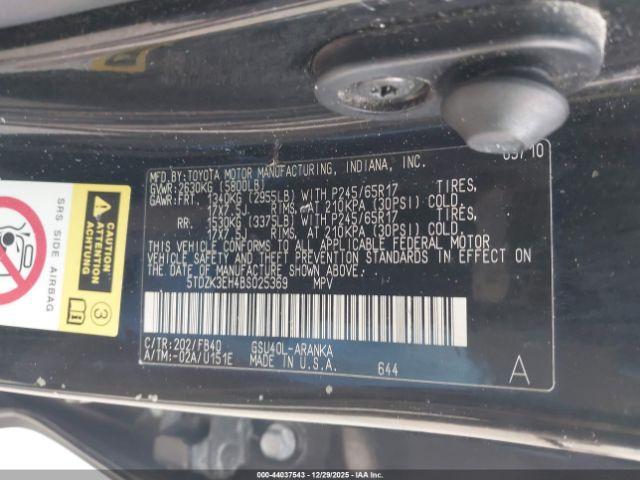 MFD.BY:TOYOTA MOTOR MANUFACTURING, INDIANA, INC. 09/10
GVWR:2630KG (5800LB)
GAWR:FRT. 1340KG (2955LB) WITH P245/65R17 TIRES,
17X7.5J RIMS, AT 210KPA (30PSI) COLD.
RR. 1530KG (3375LB) WITH P245/65R17 TIRES,
17X7.5J RIMS, AT 210KPA (30PSI) COLD.
THIS VEHICLE CONFORMS TO ALL APPLICABLE FEDERAL MOTOR
VEHICLE SAFETY AND THEFT PREVENTION STANDARDS IN EFFECT ON
THE DATE OF MANUFACTURE SHOWN ABOVE.
5TDZK3EH4BS025369 MPV
C/TR:202/FB40 GSU40L-ARANKA
A/TM:-02A/U151E MADE IN U.S.A.
644
A
SRS SIDE AIRBAG
CAUTION
ATTENTION
ACHTUNG
3
000-44037543 - 12/29/2025 - IAAI.com